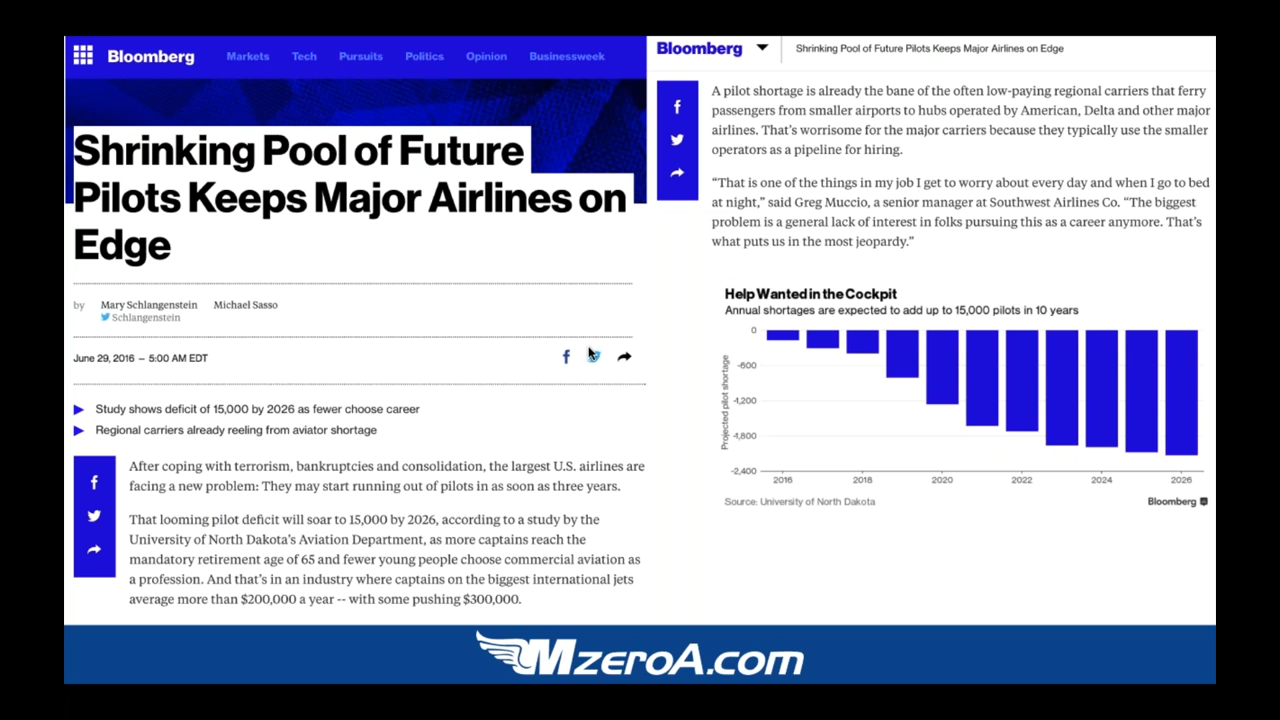 Bloomberg Markets Tech Pursuits Politics Opinion Businessweek
Shrinking Pool of Future
Pilots Keeps Major Airlines on
Edge
by Mary Schlangenstein Michael Sasso
Schlangenstein
June 29, 2016 – 5:00 AM EDT
Study shows deficit of 15,000 by 2026 as fewer choose career
Regional carriers already reeling from aviator shortage
After coping with terrorism, bankruptcies and consolidation, the largest U.S. airlines are
facing a new problem: They may start running out of pilots in as soon as three years.
That looming pilot deficit will soar to 15,000 by 2026, according to a study by the
University of North Dakota's Aviation Department, as more captains reach the
mandatory retirement age of 65 and fewer young people choose commercial aviation as
a profession. And that's in an industry where captains on the biggest international jets
average more than $200,000 a year -- with some pushing $300,000.
Bloomberg Shrinking Pool of Future Pilots Keeps Major Airlines on Edge
A pilot shortage is already the bane of the often low-paying regional carriers that ferry
passengers from smaller airports to hubs operated by American, Delta and other major
airlines. That's worrisome for the major carriers because they typically use the smaller
operators as a pipeline for hiring.
“That is one of the things in my job I get to worry about every day and when I go to bed
at night,” said Greg Muccio, a senior manager at Southwest Airlines Co. “The biggest
problem is a general lack of interest in folks pursuing this as a career anymore. That's
what puts us in the most jeopardy.”
Help Wanted in the Cockpit
Annual shortages are expected to add up to 15,000 pilots in 10 years
Projected pilot shortage
0
-600
-1,200
-1,800
-2,400
2016 2018 2020 2022 2024 2026
Source: University of North Dakota Bloomberg
MzeroA.com